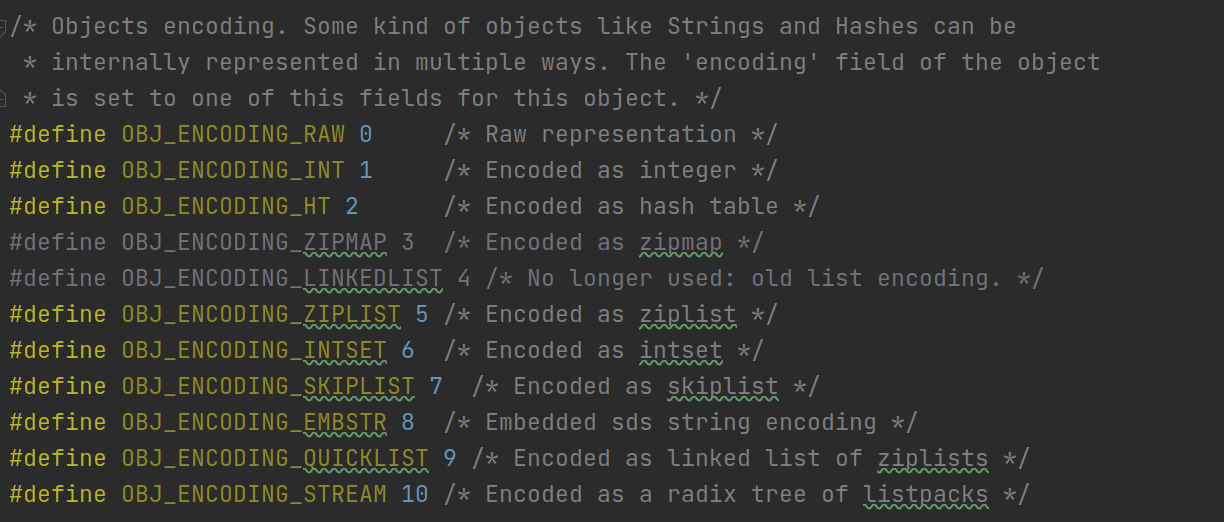 /* Objects encoding. Some kind of objects like Strings and Hashes can be
 * internally represented in multiple ways. The 'encoding' field of the object
 * is set to one of this fields for this object. */
#define OBJ_ENCODING_RAW 0     /* Raw representation */
#define OBJ_ENCODING_INT 1     /* Encoded as integer */
#define OBJ_ENCODING_HT 2      /* Encoded as hash table */
#define OBJ_ENCODING_ZIPMAP 3  /* Encoded as zipmap */
#define OBJ_ENCODING_LINKEDLIST 4 /* No longer used: old list encoding. */
#define OBJ_ENCODING_ZIPLIST 5 /* Encoded as ziplist */
#define OBJ_ENCODING_INTSET 6  /* Encoded as intset */
#define OBJ_ENCODING_SKIPLIST 7  /* Encoded as skiplist */
#define OBJ_ENCODING_EMBSTR 8  /* Embedded sds string encoding */
#define OBJ_ENCODING_QUICKLIST 9 /* Encoded as linked list of ziplists */
#define OBJ_ENCODING_STREAM 10 /* Encoded as a radix tree of listpacks */